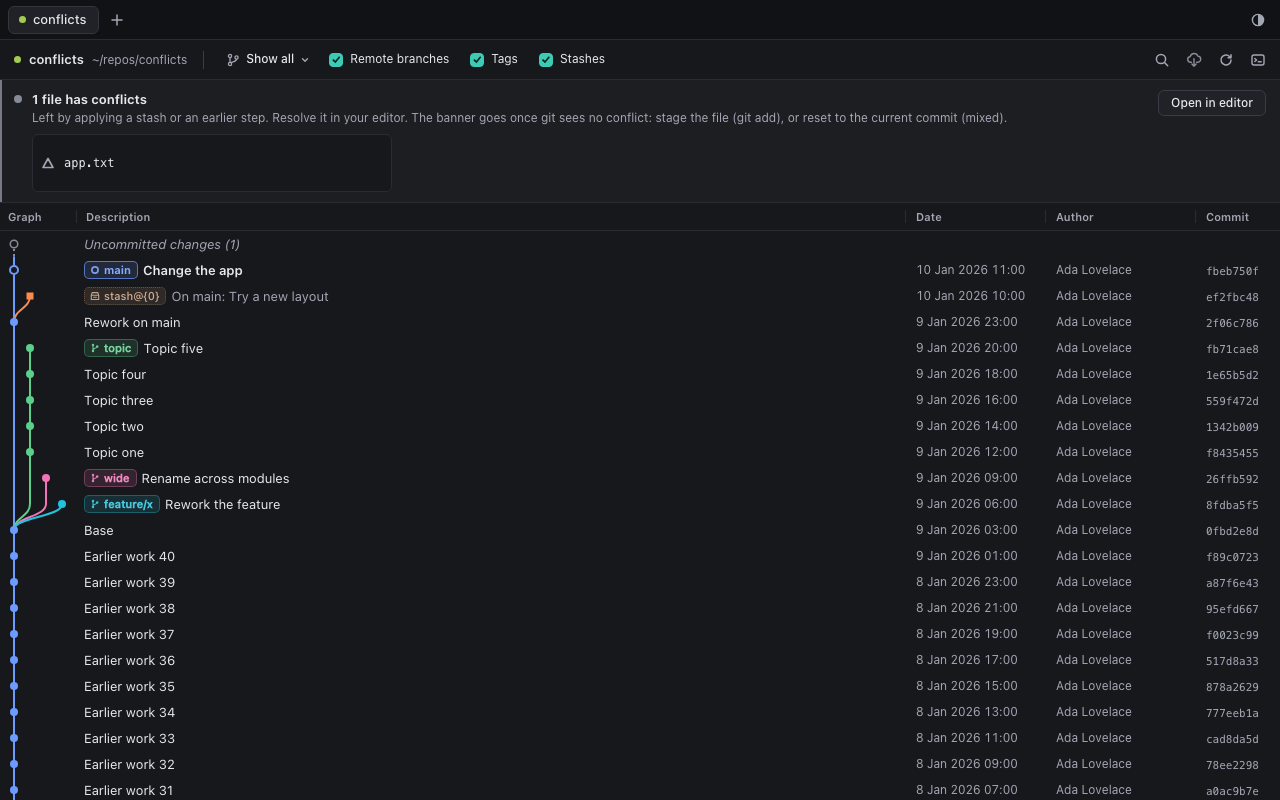 conflicts
conflicts ~/repos/conflicts Show all Remote branches Tags Stashes
1 file has conflicts
Open in editor
Left by applying a stash or an earlier step. Resolve it in your editor. The banner goes once git sees no conflict: stage the file (git add), or reset to the current commit (mixed).
app.txt
Graph Description Date Author Commit
Uncommitted changes (1)
main Change the app 10 Jan 2026 11:00 Ada Lovelace fbeb750f
stash@{0} On main: Try a new layout 10 Jan 2026 10:00 Ada Lovelace ef2fbc48
Rework on main 9 Jan 2026 23:00 Ada Lovelace 2f06c786
topic Topic five 9 Jan 2026 20:00 Ada Lovelace fb71cae8
Topic four 9 Jan 2026 18:00 Ada Lovelace 1e65b5d2
Topic three 9 Jan 2026 16:00 Ada Lovelace 559f472d
Topic two 9 Jan 2026 14:00 Ada Lovelace 1342b009
Topic one 9 Jan 2026 12:00 Ada Lovelace f8435455
wide Rename across modules 9 Jan 2026 09:00 Ada Lovelace 26ffb592
feature/x Rework the feature 9 Jan 2026 06:00 Ada Lovelace 8fdba5f5
Base 9 Jan 2026 03:00 Ada Lovelace 0fbd2e8d
Earlier work 40 9 Jan 2026 01:00 Ada Lovelace f89c0723
Earlier work 39 8 Jan 2026 23:00 Ada Lovelace a87f6e43
Earlier work 38 8 Jan 2026 21:00 Ada Lovelace 95efd667
Earlier work 37 8 Jan 2026 19:00 Ada Lovelace f0023c99
Earlier work 36 8 Jan 2026 17:00 Ada Lovelace 517d8a33
Earlier work 35 8 Jan 2026 15:00 Ada Lovelace 878a2629
Earlier work 34 8 Jan 2026 13:00 Ada Lovelace 777eeb1a
Earlier work 33 8 Jan 2026 11:00 Ada Lovelace cad8da5d
Earlier work 32 8 Jan 2026 09:00 Ada Lovelace 78ee2298
Earlier work 31 8 Jan 2026 07:00 Ada Lovelace a0ac9b7e